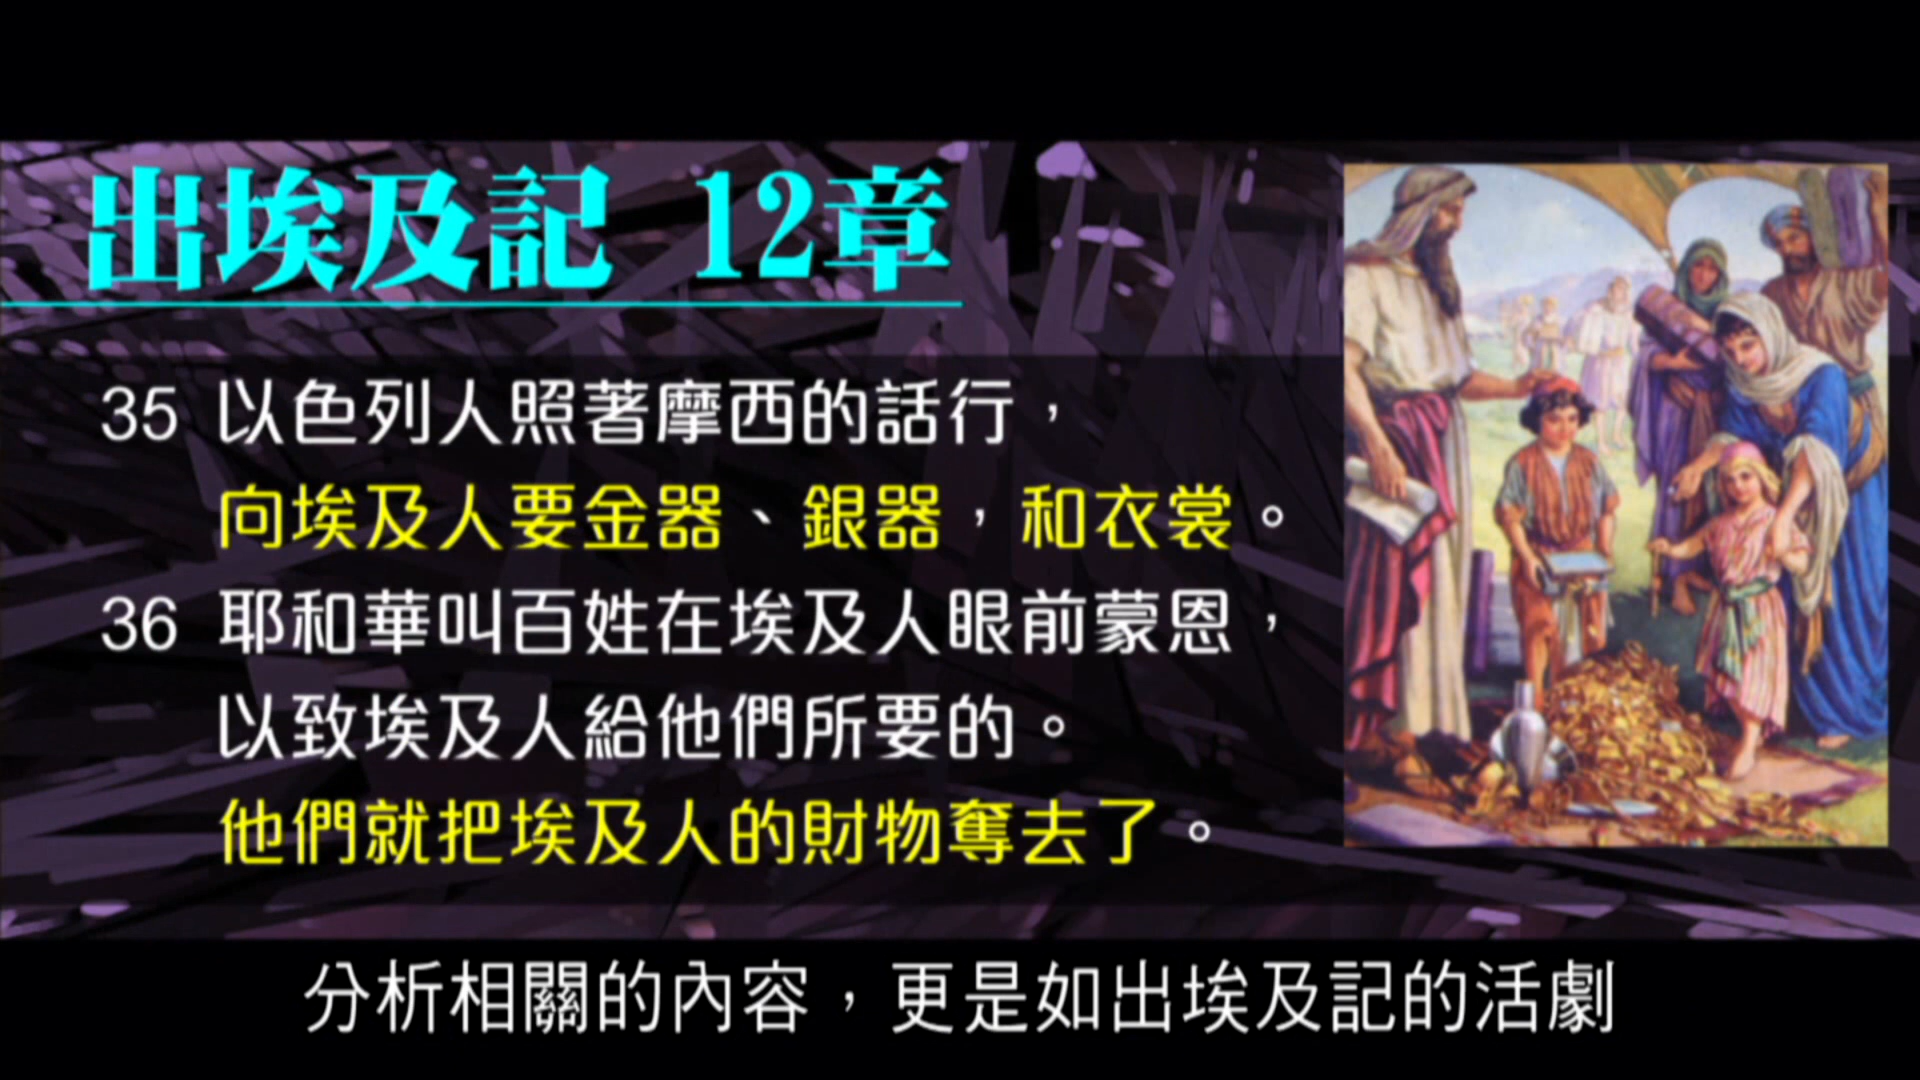 出埃及記 12章
35 以色列人照著摩西的話行，
向埃及人要金器、銀器，和衣裳。
36 耶和華叫百姓在埃及人眼前蒙恩，
以致埃及人給他們所要的。
他們就把埃及人的財物奪去了。
分析相關的內容，更是如出埃及記的活劇